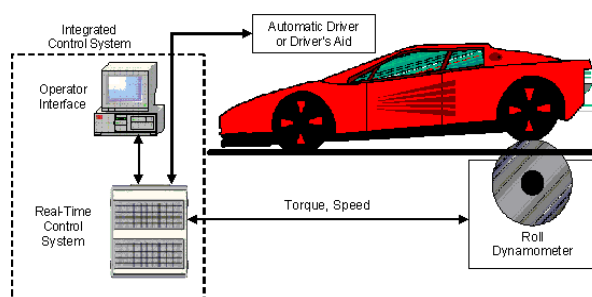 Integrated
Control System
Automatic Driver
or Driver's Aid
Operator
Interface
Real-Time
Control
System
Torque, Speed
Roll
Dynamometer